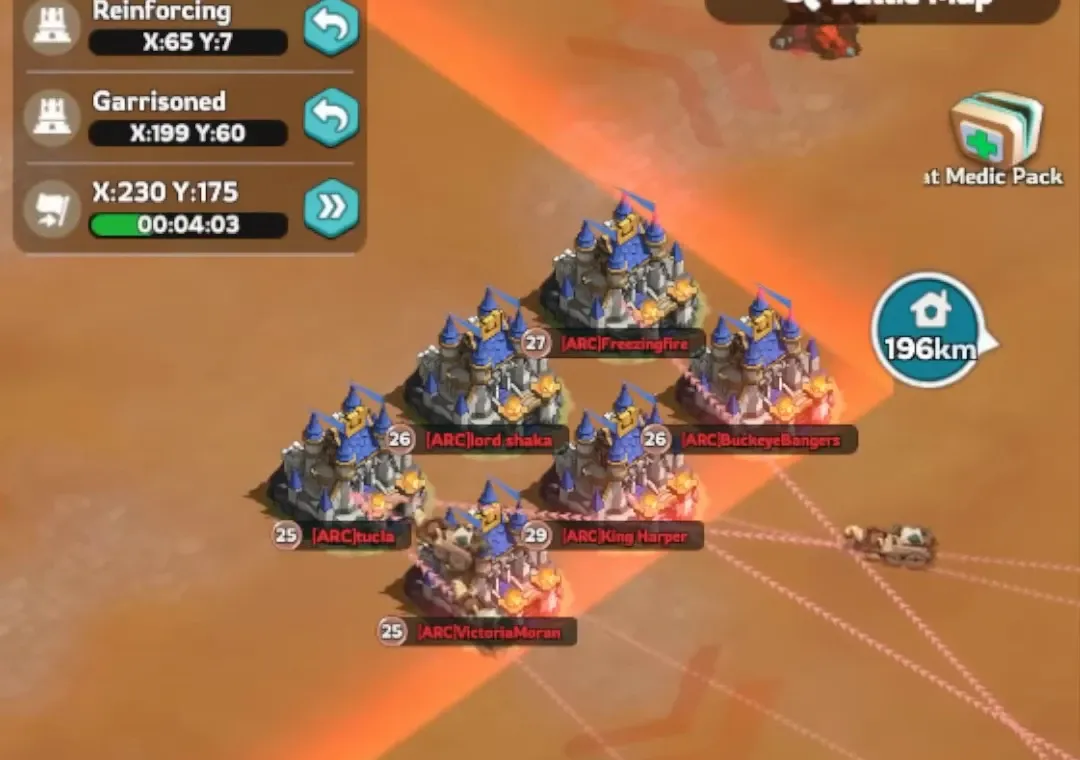 Reinforcing
X:65 Y:7
Garrisoned
X:199 Y:60
X:230 Y:175
00:04:03
Battle Map
at Medic Pack
196km
27 [ARC]Freezingfire
26 [ARC]lord shaka
26 [ARC]BuckeyeBangers
25 [ARC]tucla
29 [ARC]King Harper
25 [ARC]VictoriaMoran